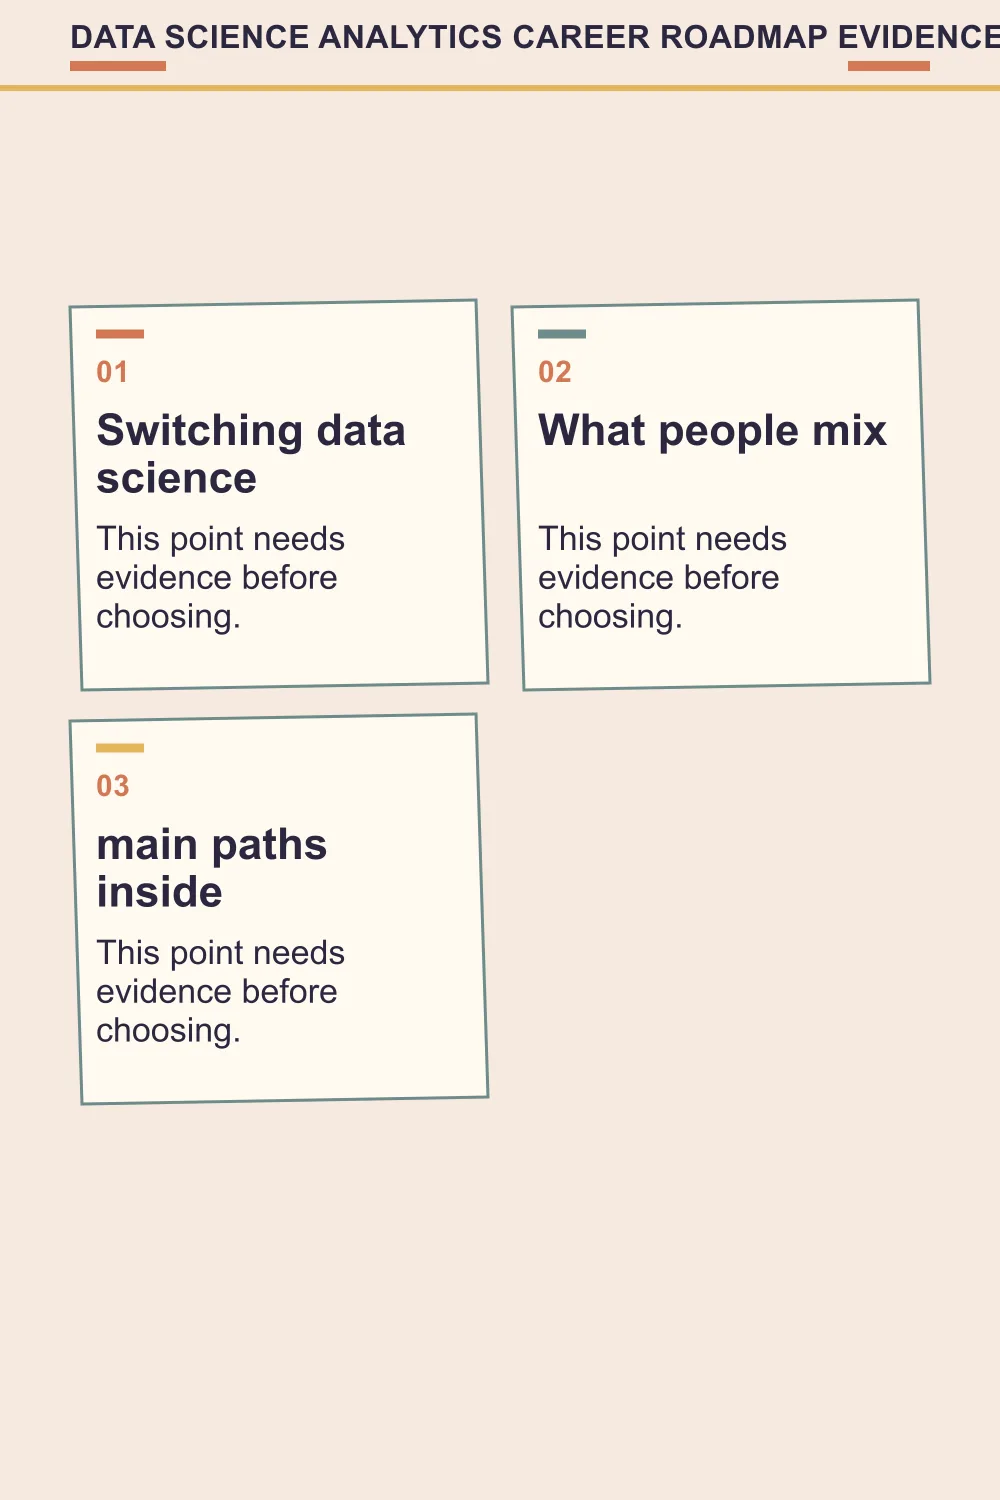 DATA SCIENCE ANALYTICS CAREER ROADMAP EVIDENCE
01
Switching data
science
This point needs
evidence before
choosing.
02
What people mix
This point needs
evidence before
choosing.
03
main paths
inside
This point needs
evidence before
choosing.